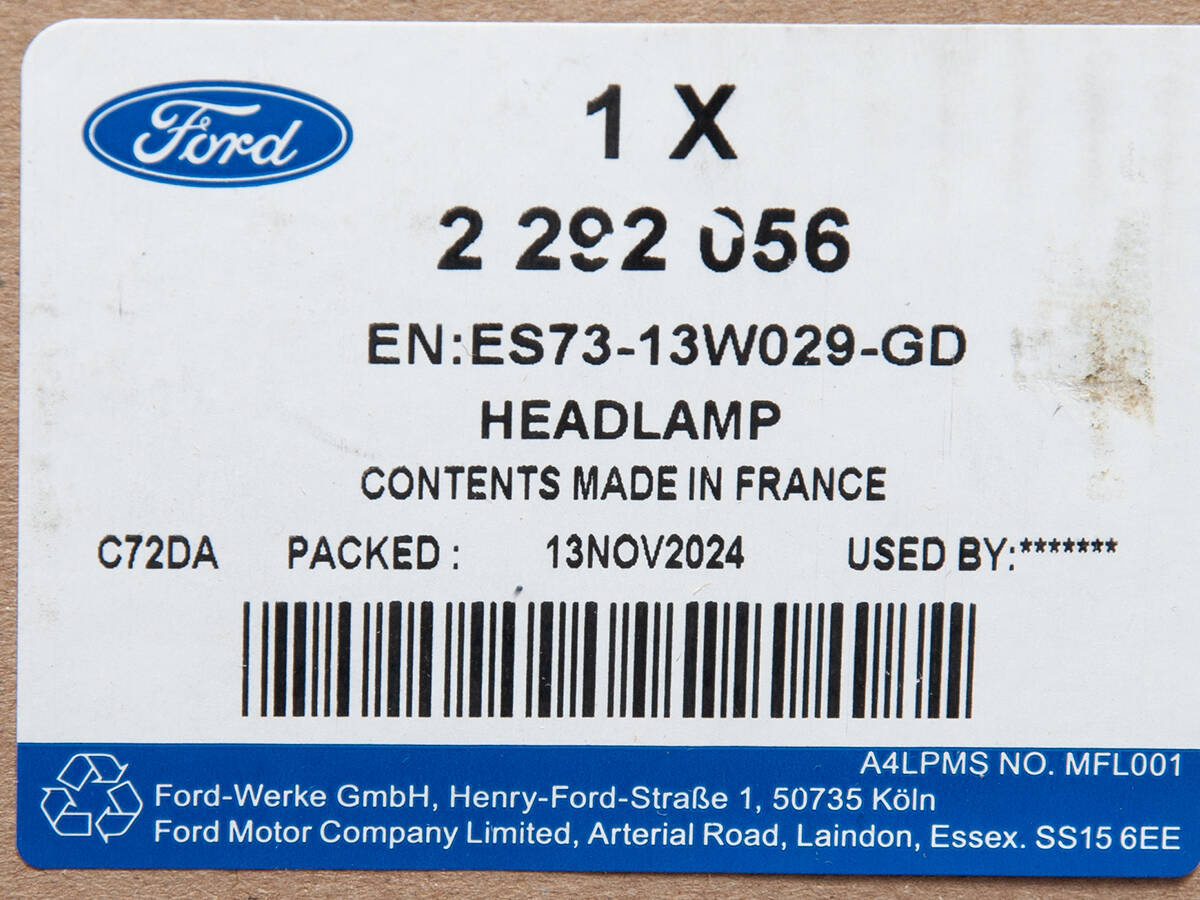 Ford
1 X
2 292 056
EN:ES73-13W029-GD
HEADLAMP
CONTENTS MADE IN FRANCE
C72DA PACKED : 13NOV2024 USED BY:*******
A4LPMS NO. MFL001
Ford-Werke GmbH, Henry-Ford-Straße 1, 50735 Köln
Ford Motor Company Limited, Arterial Road, Laindon, Essex. SS15 6EE